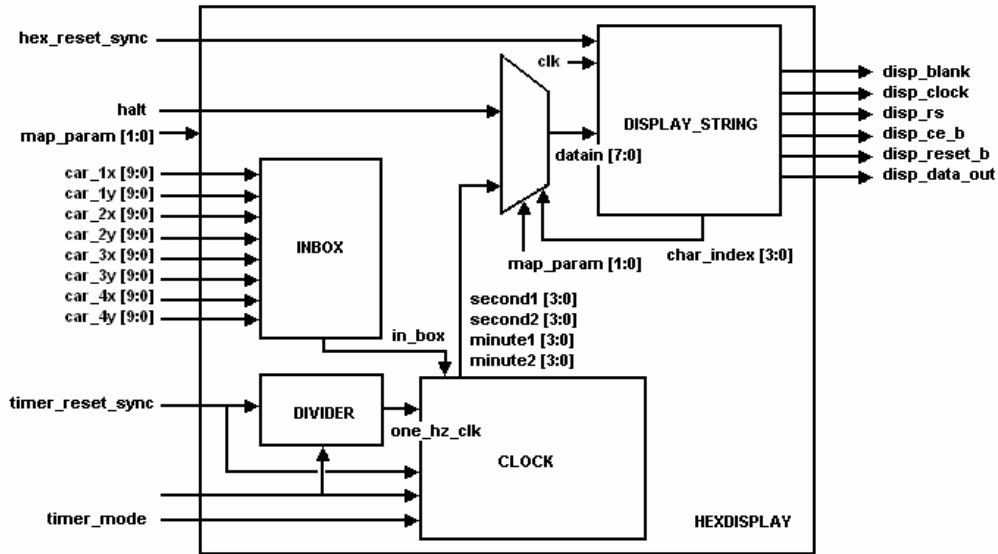 hex_reset_sync
clk
halt
map_param [1:0]
DISPLAY_STRING
datain [7:0]
disp_blank
disp_clock
disp_rs
disp_ce_b
disp_reset_b
disp_data_out
car_1x [9:0]
car_1y [9:0]
car_2x [9:0]
car_2y [9:0]
car_3x [9:0]
car_3y [9:0]
car_4x [9:0]
car_4y [9:0]
INBOX
map_param [1:0]
char_index [3:0]
second1 [3:0]
second2 [3:0]
minute1 [3:0]
minute2 [3:0]
in_box
timer_reset_sync
DIVIDER
one_hz_clk
CLOCK
timer_mode
HEXDISPLAY